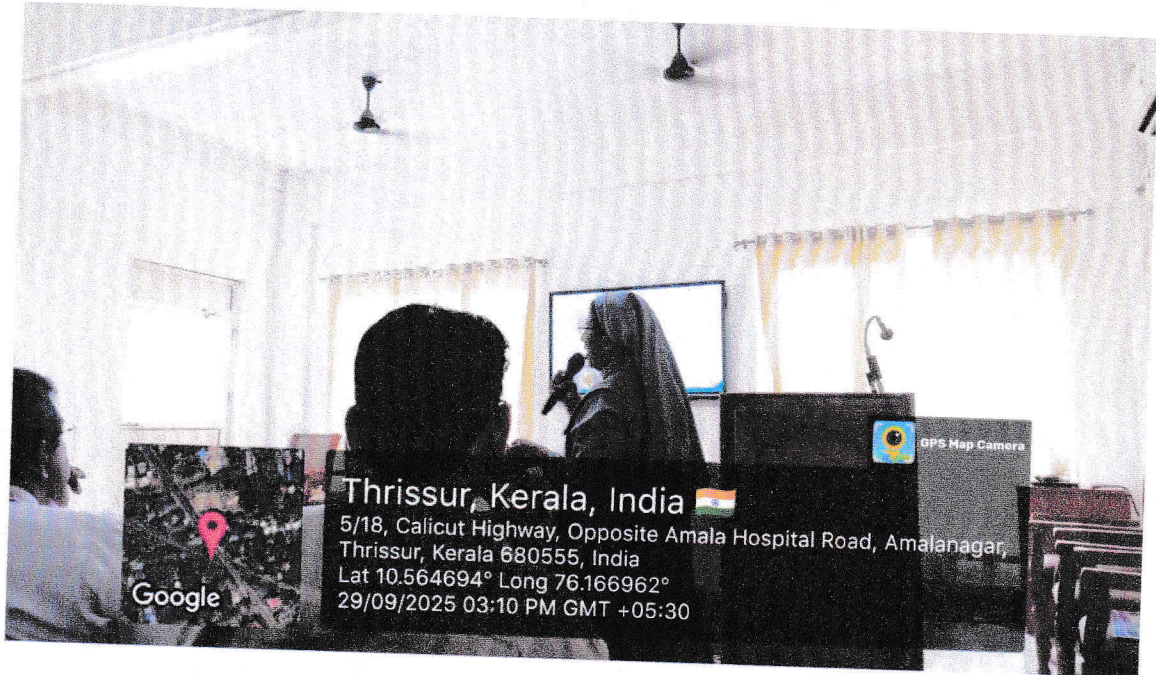 GPS Map Camera
Thrissur, Kerala, India
5/18, Calicut Highway, Opposite Amala Hospital Road, Amalanagar,
Thrissur, Kerala 680555, India
Lat 10.564694° Long 76.166962°
29/09/2025 03:10 PM GMT +05:30
Google